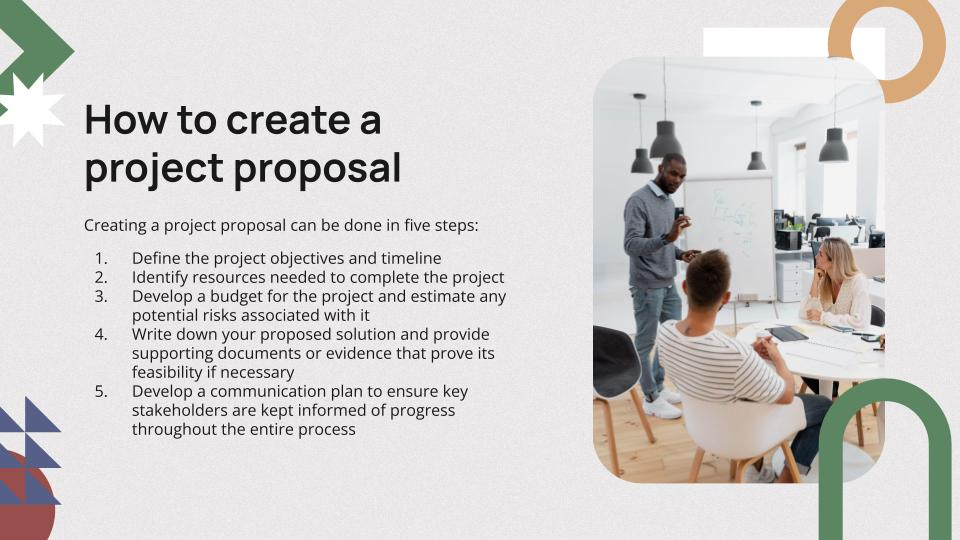 How to create a
project proposal
Creating a project proposal can be done in five steps:
1. Define the project objectives and timeline
2. Identify resources needed to complete the project
3. Develop a budget for the project and estimate any
potential risks associated with it
4. Write down your proposed solution and provide
supporting documents or evidence that prove its
feasibility if necessary
5. Develop a communication plan to ensure key
stakeholders are kept informed of progress
throughout the entire process